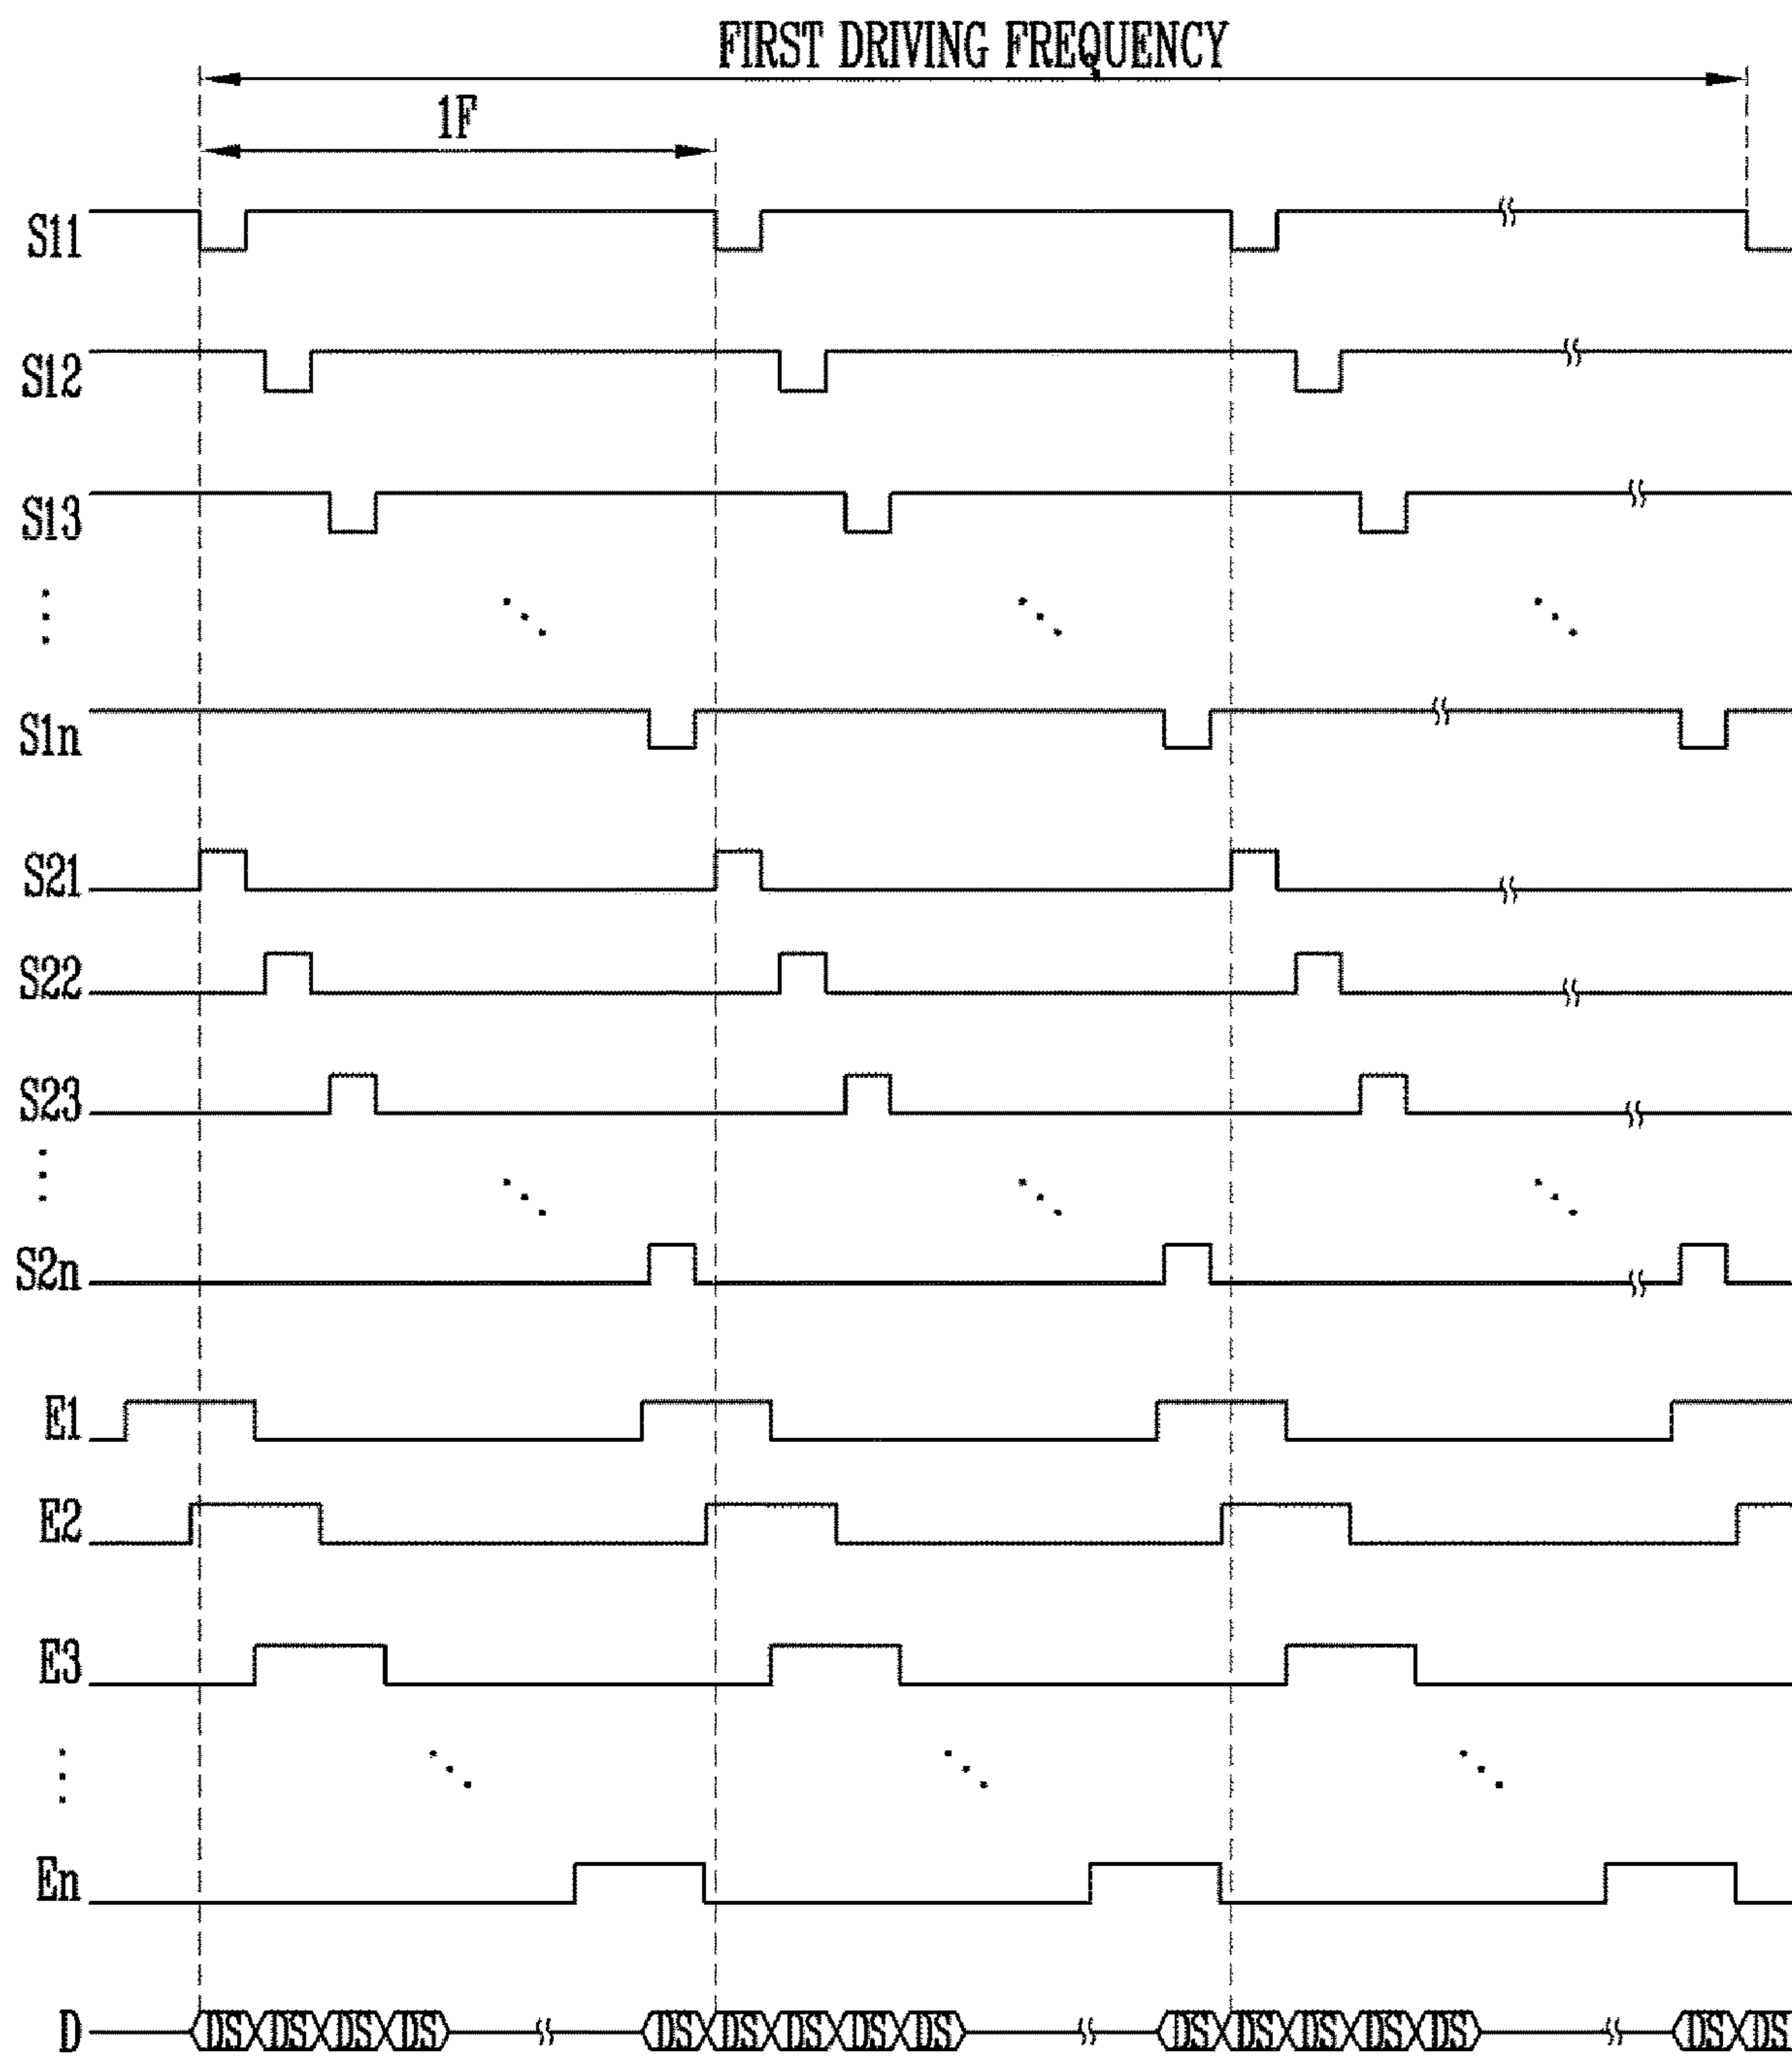 FIRST DRIVING FREQUENCY
1F
S11
S12
S13
S1n
S21
S22
S23
S2n
E1
E2
E3
En
D DS DS DS DS DS DS DS DS DS DS DS DS DS DS DS DS